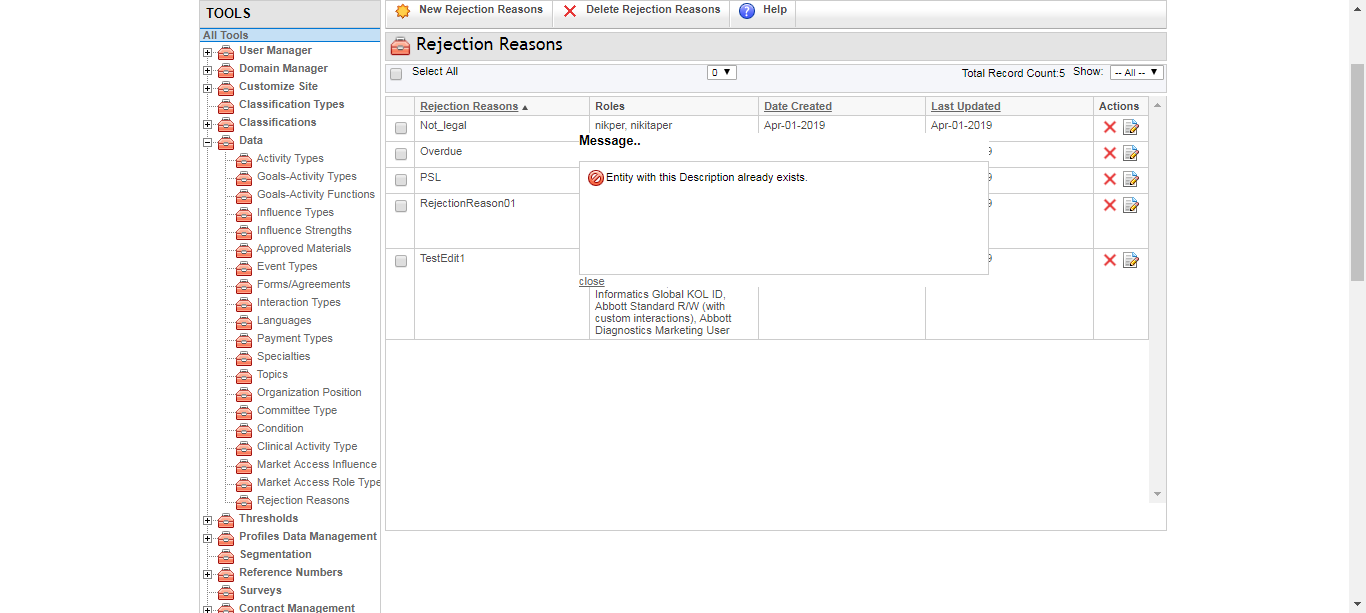 TOOLS
All Tools
User Manager
Domain Manager
Customize Site
Classification Types
Classifications
Data
Activity Types
Goals-Activity Types
Goals-Activity Functions
Influence Types
Influence Strengths
Approved Materials
Event Types
Forms/Agreements
Interaction Types
Languages
Payment Types
Specialties
Topics
Organization Position
Committee Type
Condition
Clinical Activity Type
Market Access Influence
Market Access Role Type
Rejection Reasons
Thresholds
Profiles Data Management
Segmentation
Reference Numbers
Surveys
Contract Management
New Rejection Reasons Delete Rejection Reasons Help
Rejection Reasons
Select All 0 Total Record Count:5 Show: -- All --
Rejection Reasons Roles Date Created Last Updated Actions
Not_legal nikper, nikitaper Apr-01-2019 Apr-01-2019
Message..
Overdue 9
Entity with this Description already exists.
PSL 9
RejectionReason01 9
TestEdit1 9
close
Informatics Global KOL ID,
Abbott Standard R/W (with
custom interactions), Abbott
Diagnostics Marketing User